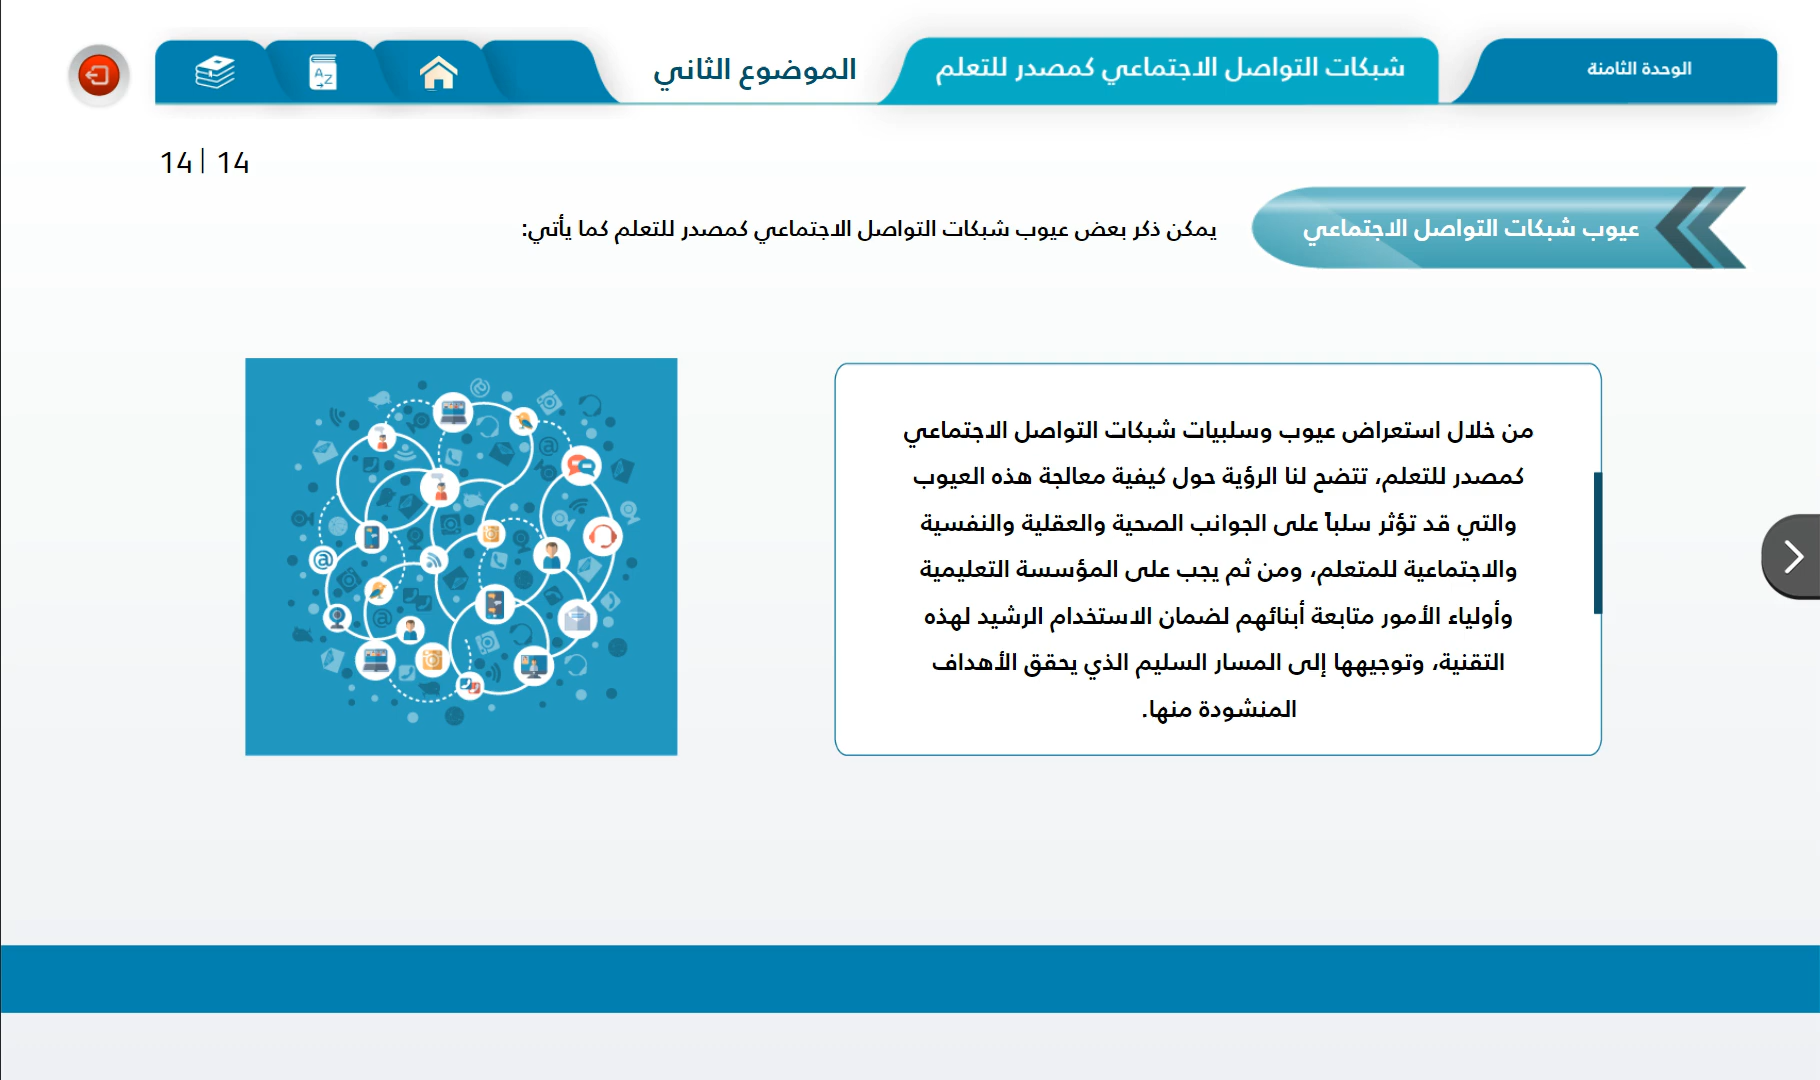 الوحدة الثامنة
شبكات التواصل الاجتماعي كمصدر للتعلم
الموضوع الثاني
14 | 14
عيوب شبكات التواصل الاجتماعي
يمكن ذكر بعض عيوب شبكات التواصل الاجتماعي كمصدر للتعلم كما يأتي:
من خلال استعراض عيوب وسلبيات شبكات التواصل الاجتماعي
كمصدر للتعلم، تتضح لنا الرؤية حول كيفية معالجة هذه العيوب
والتي قد تؤثر سلباً على الجوانب الصحية والعقلية والنفسية
والاجتماعية للمتعلم، ومن ثم يجب على المؤسسة التعليمية
وأولياء الأمور متابعة أبنائهم لضمان الاستخدام الرشيد لهذه
التقنية، وتوجيهها إلى المسار السليم الذي يحقق الأهداف
المنشودة منها.